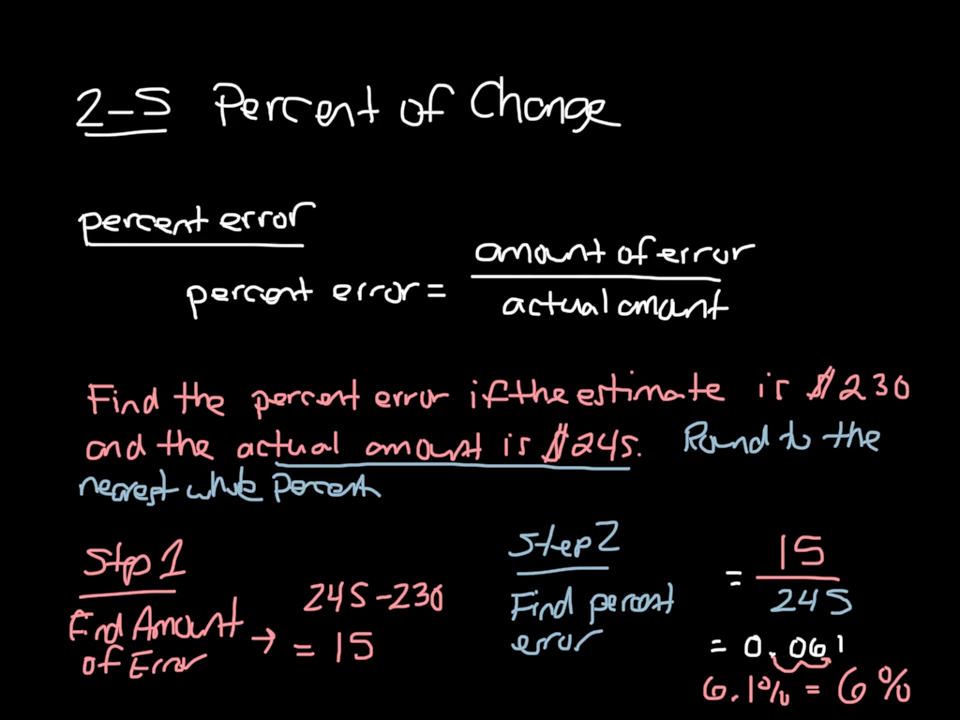 2-5 Percent of Change
percent error
percent error = amount of error
actual amount
Find the percent error if the estimate is $230
and the actual amount is $245. Round to the
nearest whole percent
Step 1
Find Amount
of Error
→ 245-230
= 15
Step 2
Find percent
error
= 15
245
= 0.061
6.1% = 6%